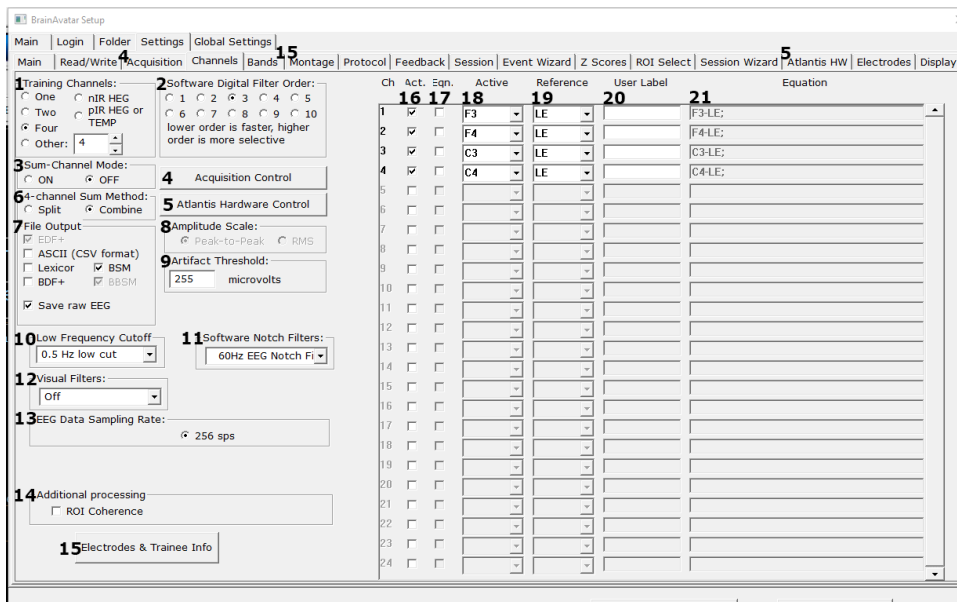 BrainAvatar Setup
Main Login Folder Settings Global Settings
15
4 5
Main Read/Write Acquisition Channels Bands Montage Protocol Feedback Session Event Wizard Z Scores ROI Select Session Wizard Atlantis HW Electrodes Display
1 Training Channels:
One nIR HEG
Two pIR HEG or TEMP
Four
Other: 4
2 Software Digital Filter Order:
1 2 3 4 5
6 7 8 9 10
lower order is faster, higher
order is more selective
3 Sum-Channel Mode:
ON OFF
4 Acquisition Control
6 4-channel Sum Method:
Split Combine
5 Atlantis Hardware Control
7 File Output
EDF+
ASCII (CSV format)
Lexicor BSM
BDF+ BBSM
Save raw EEG
8 Amplitude Scale:
Peak-to-Peak RMS
9 Artifact Threshold:
255 microvolts
10 Low Frequency Cutoff
0.5 Hz low cut
11 Software Notch Filters:
60Hz EEG Notch Fi
12 Visual Filters:
Off
13 EEG Data Sampling Rate:
256 sps
14 Additional processing
ROI Coherence
15 Electrodes & Trainee Info
Ch Act. Eqn. Active Reference User Label Equation
16 17 18 19 20 21
1 F3 LE F3-LE;
2 F4 LE F4-LE;
3 C3 LE C3-LE;
4 C4 LE C4-LE;
5
6
7
8
9
10
11
12
13
14
15
16
17
18
19
20
21
22
23
24